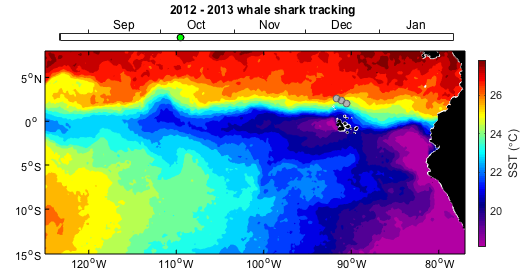 2012 - 2013 whale shark tracking
Sep Oct Nov Dec Jan
5°N
0°
5°S
10°S
15°S
120°W 110°W 100°W 90°W 80°W
26
24
22
20
SST (°C)